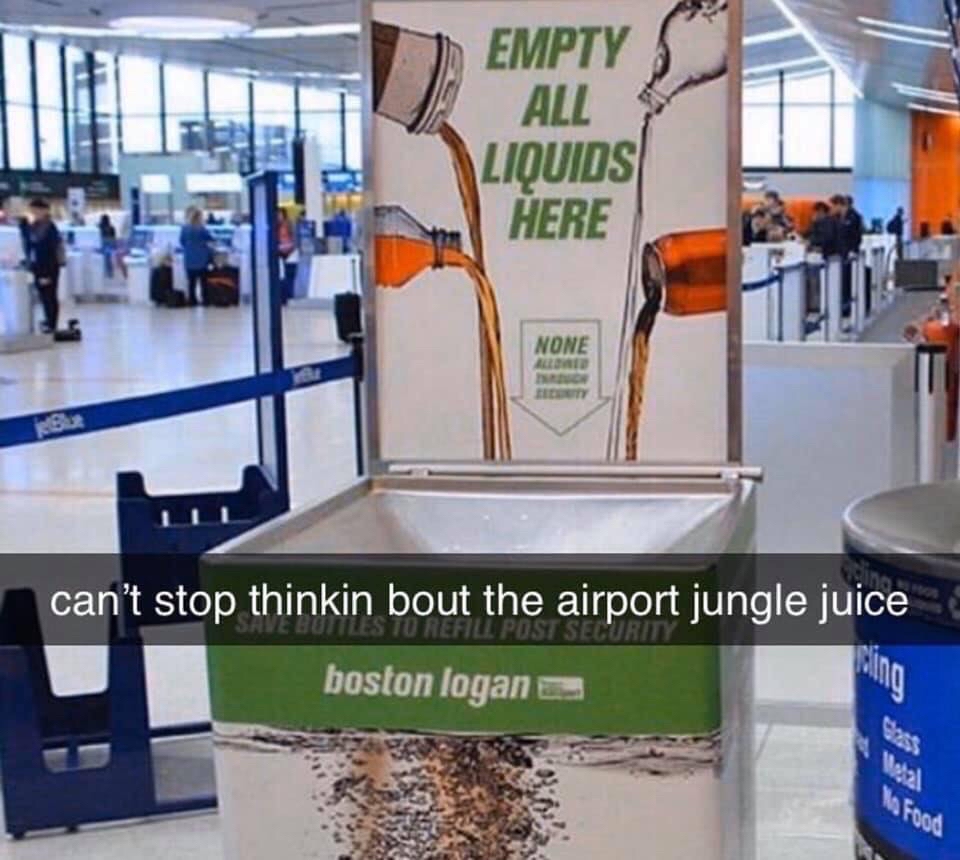 EMPTY
ALL
LIQUIDS
HERE
NONE
ALLOWED
THROUGH
SECURITY
jetBlue
jetBlue
can't stop thinkin bout the airport jungle juice
SAVE BOTTLES TO REFILL POST SECURITY
boston logan
cling
Glass
Metal
No Food